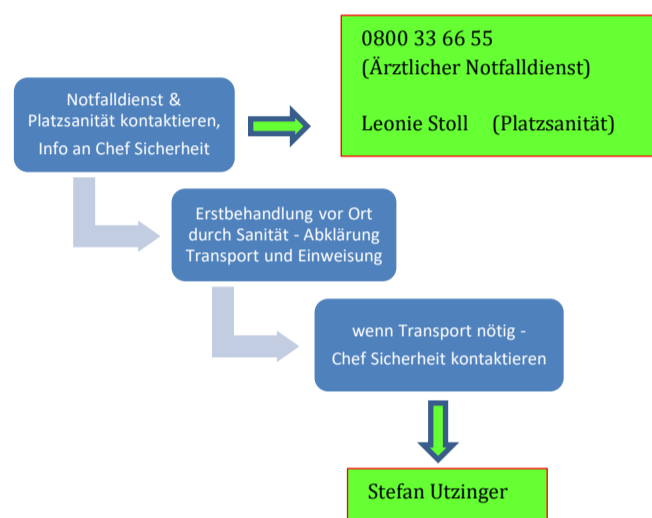 0800 33 66 55
(Ärztlicher Notfalldienst)
Leonie Stoll (Platzsanität)
Notfalldienst &
Platzsanität kontaktieren,
Info an Chef Sicherheit
Erstbehandlung vor Ort
durch Sanität - Abklärung
Transport und Einweisung
wenn Transport nötig -
Chef Sicherheit kontaktieren
Stefan Utzinger